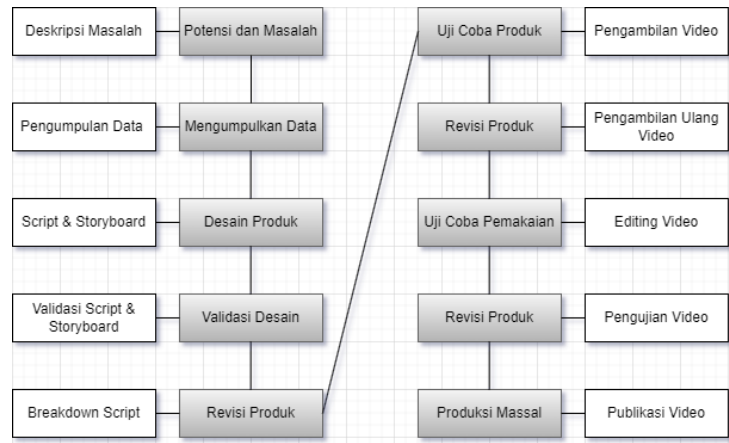 Deskripsi Masalah
Potensi dan Masalah
Pengumpulan Data
Mengumpulkan Data
Script & Storyboard
Desain Produk
Validasi Script &
Storyboard
Validasi Desain
Breakdown Script
Revisi Produk
Uji Coba Produk
Pengambilan Video
Revisi Produk
Pengambilan Ulang
Video
Uji Coba Pemakaian
Editing Video
Revisi Produk
Pengujian Video
Produksi Massal
Publikasi Video